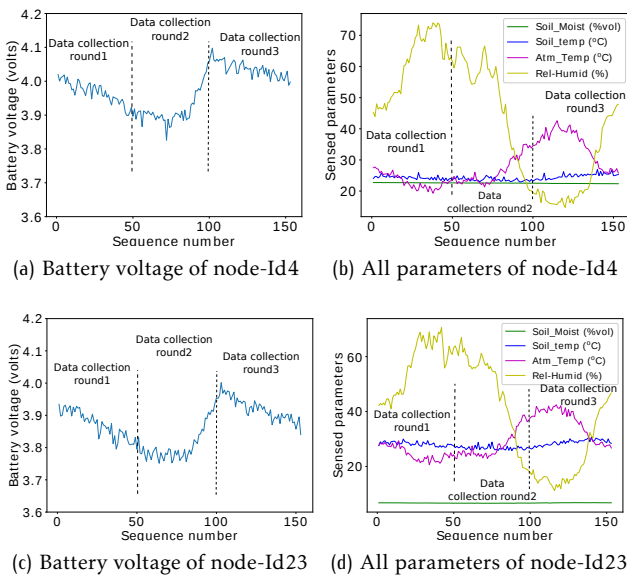 4.2
4.1
4.0
3.9
3.8
3.7
3.6
Battery voltage (volts)
Data collection
round1
Data collection
round2
Data collection
round3
0
50
100
150
Sequence number
(a) Battery voltage of node-Id4
70
60
50
40
30
20
Sensed parameters
Soil_Moist (%vol)
Soil_temp (°C)
Atm_Temp (°C)
Rel-Humid (%)
Data collection
round1
Data
collection round2
Data collection
round3
0
50
100
150
Sequence number
(b) All parameters of node-Id4
4.2
4.1
4.0
3.9
3.8
3.7
3.6
Battery voltage (volts)
Data collection
round1
Data collection
round2
Data collection
round3
0
50
100
150
Sequence number
(c) Battery voltage of node-Id23
60
40
20
Sensed parameters
Soil_Moist (%vol)
Soil_temp (°C)
Atm_Temp (°C)
Rel-Humid (%)
Data collection
round1
Data
collection round2
Data collection
round3
0
50
100
150
Sequence number
(d) All parameters of node-Id23